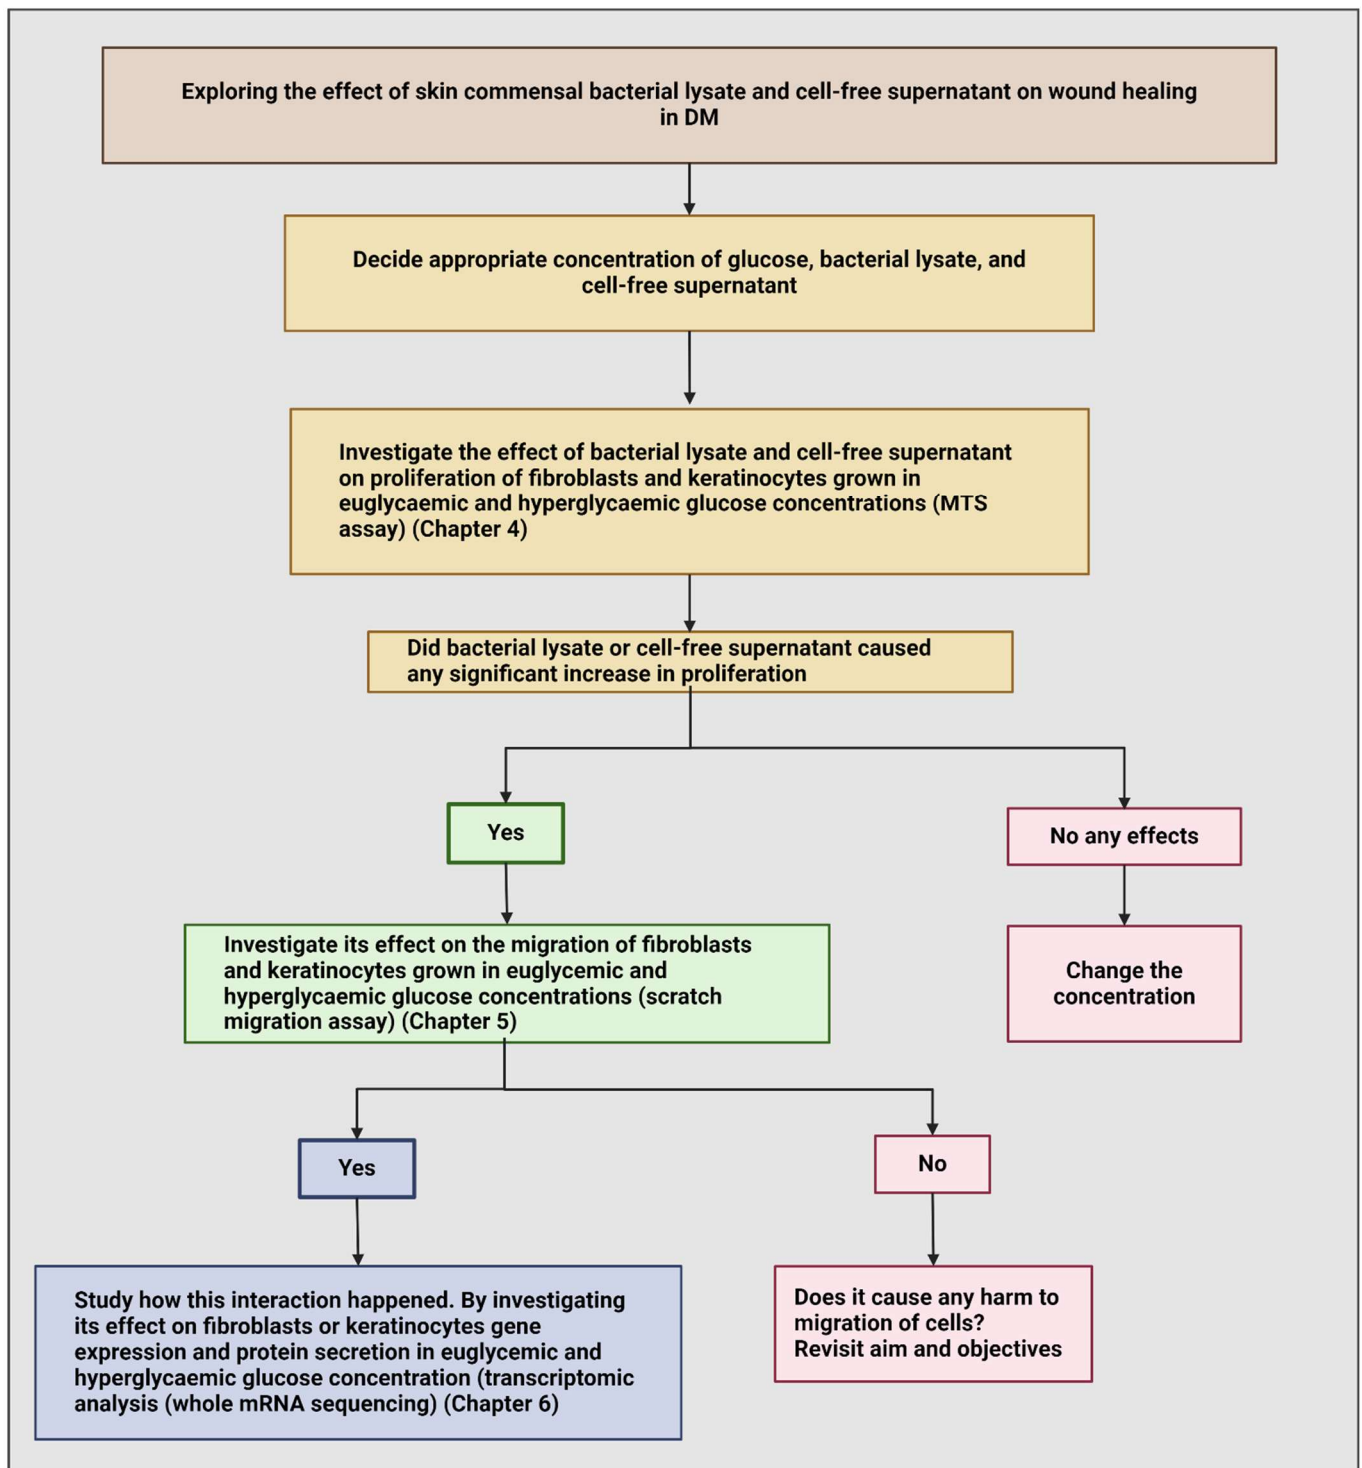 Exploring the effect of skin commensal bacterial lysate and cell-free supernatant on wound healing
in DM
Decide appropriate concentration of glucose, bacterial lysate, and
cell-free supernatant
Investigate the effect of bacterial lysate and cell-free supernatant
on proliferation of fibroblasts and keratinocytes grown in
euglycaemic and hyperglycaemic glucose concentrations (MTS
assay) (Chapter 4)
Did bacterial lysate or cell-free supernatant caused
any significant increase in proliferation
Yes
No any effects
Investigate its effect on the migration of fibroblasts
and keratinocytes grown in euglycemic and
hyperglycaemic glucose concentrations (scratch
migration assay) (Chapter 5)
Change the
concentration
Yes
No
Study how this interaction happened. By investigating
its effect on fibroblasts or keratinocytes gene
expression and protein secretion in euglycemic and
hyperglycaemic glucose concentration (transcriptomic
analysis (whole mRNA sequencing) (Chapter 6)
Does it cause any harm to
migration of cells?
Revisit aim and objectives